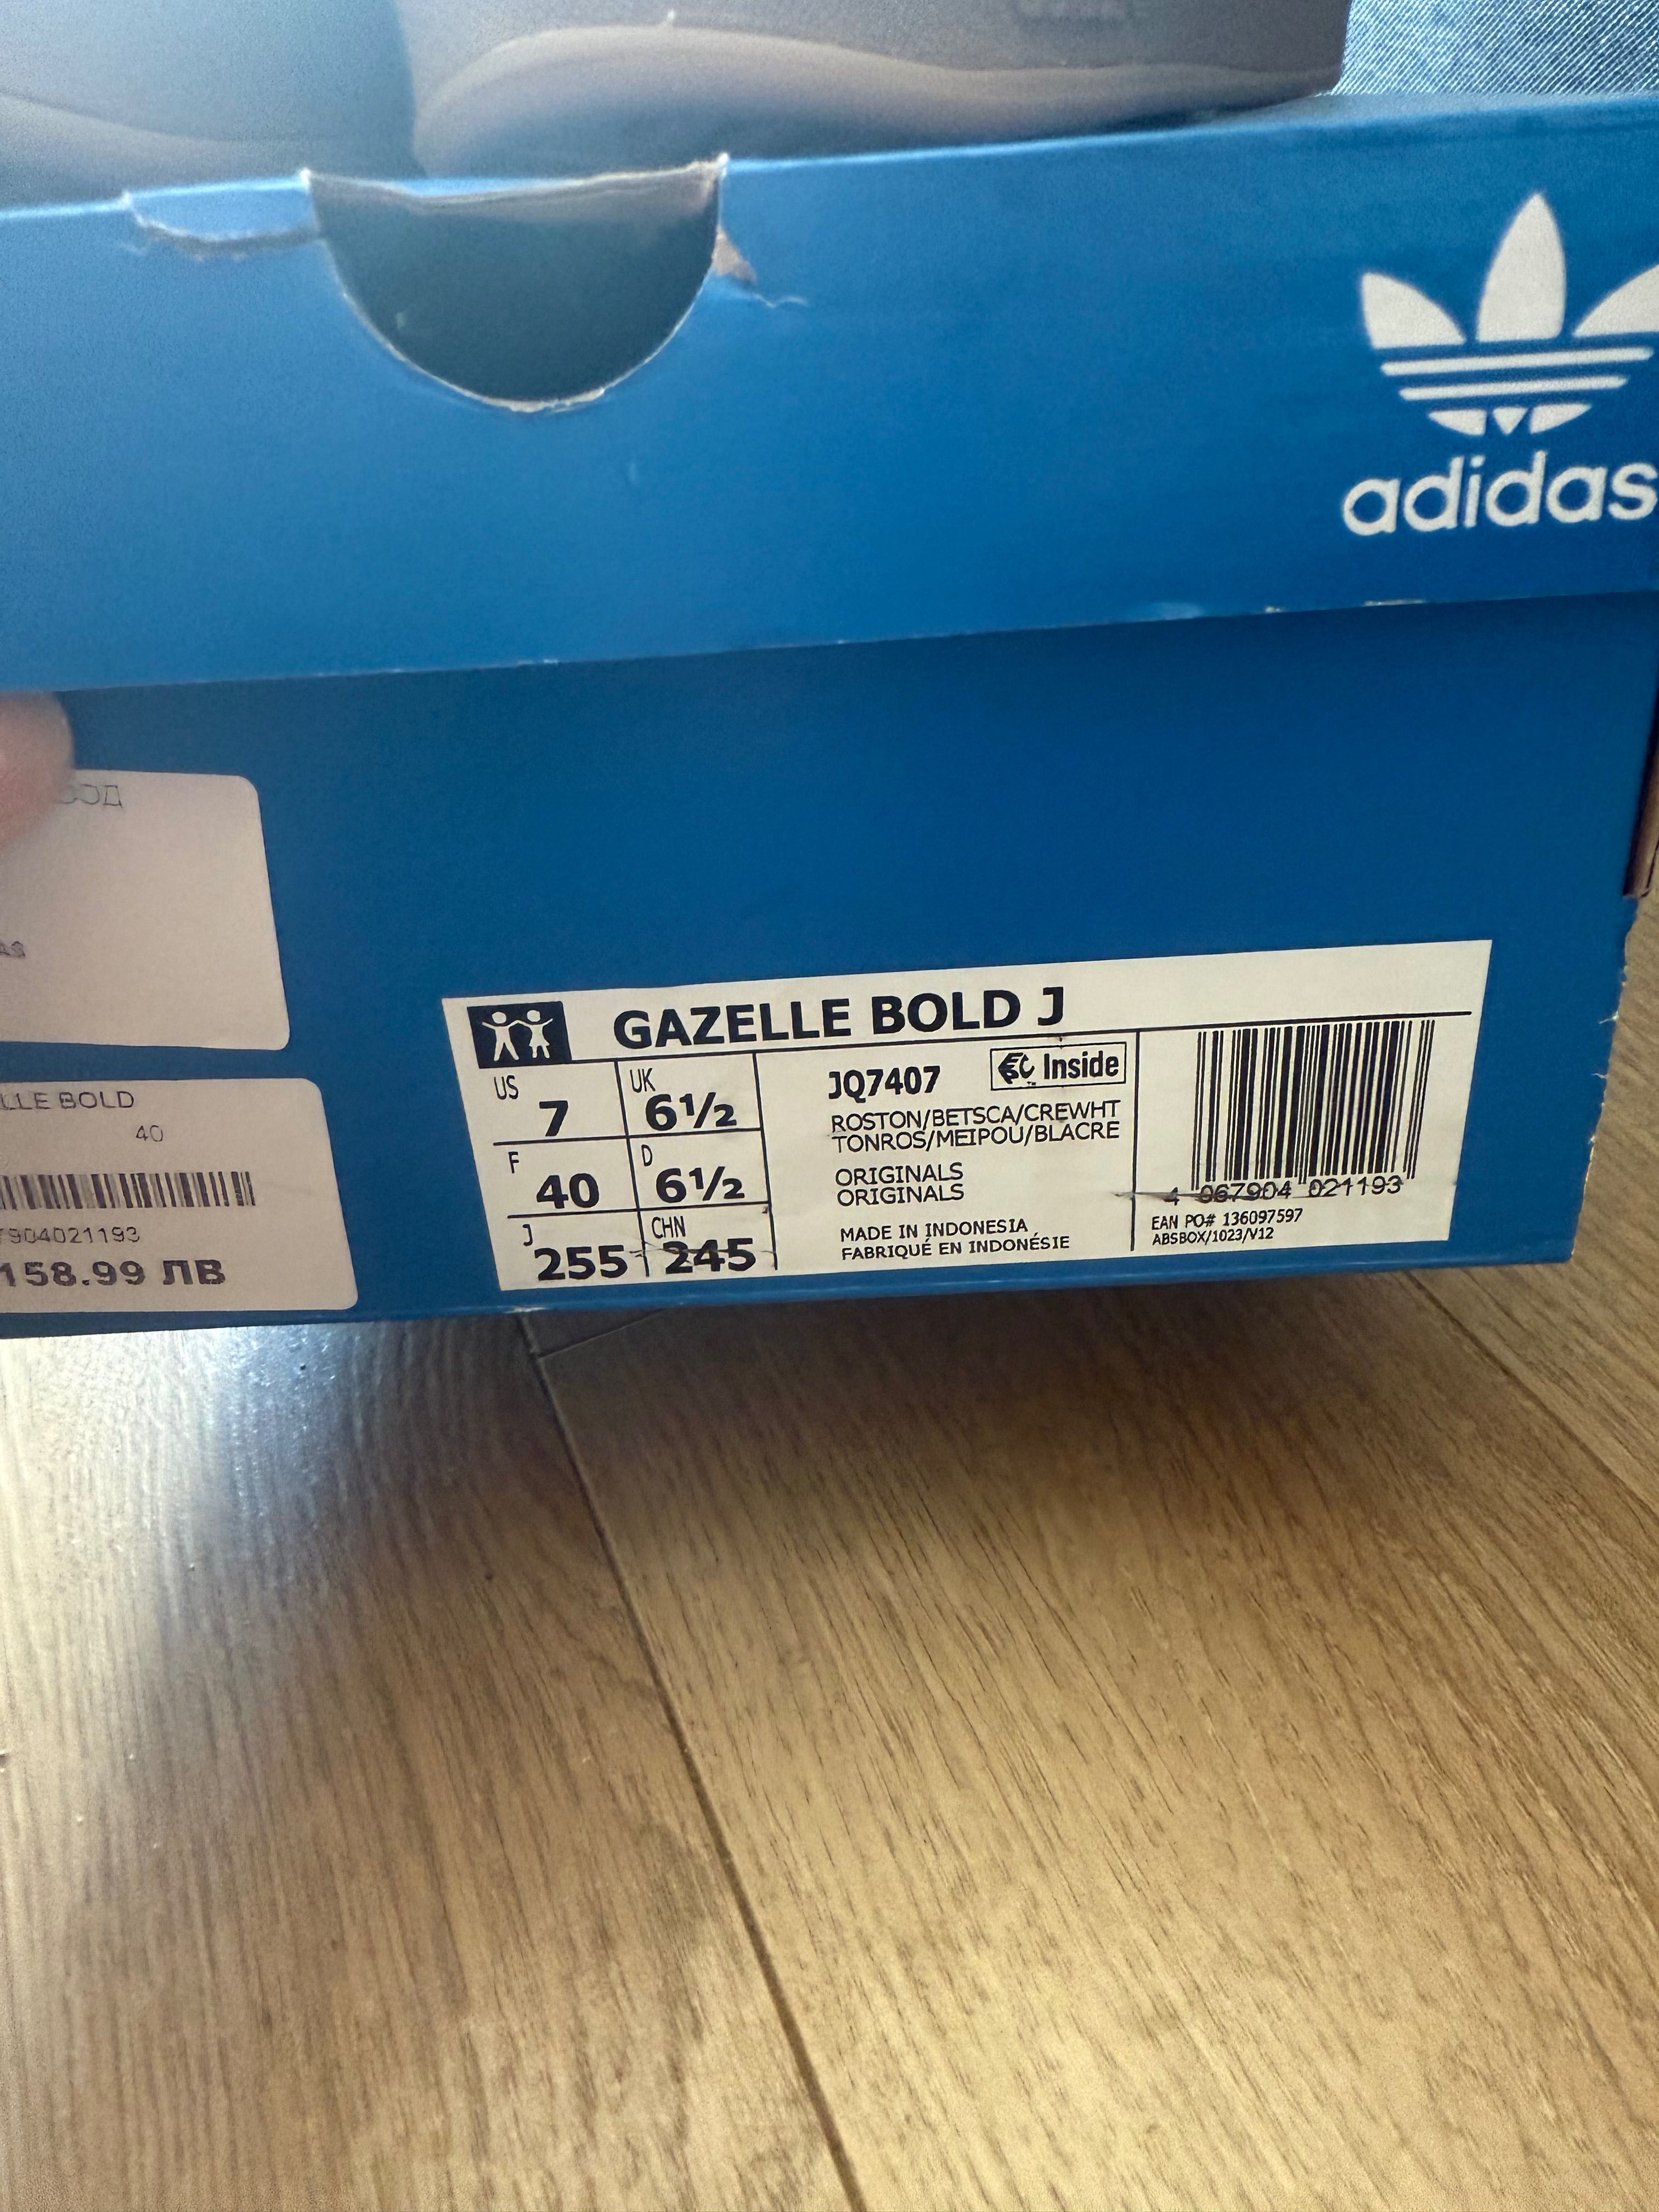 adidas
LLE BOLD
40
7904021193
158.99 ЛВ
GAZELLE BOLD J
US 7
UK 6½
F 40
D 6½
J 255
CHN 245
JQ7407
Inside
ROSTON/BETSCA/CREWHT
TONROS/MEIPOU/BLACRE
ORIGINALS
ORIGINALS
MADE IN INDONESIA
FABRIQUÉ EN INDONÉSIE
4 067904 021193
EAN PO# 136097597
ABSBOX/1023/V12